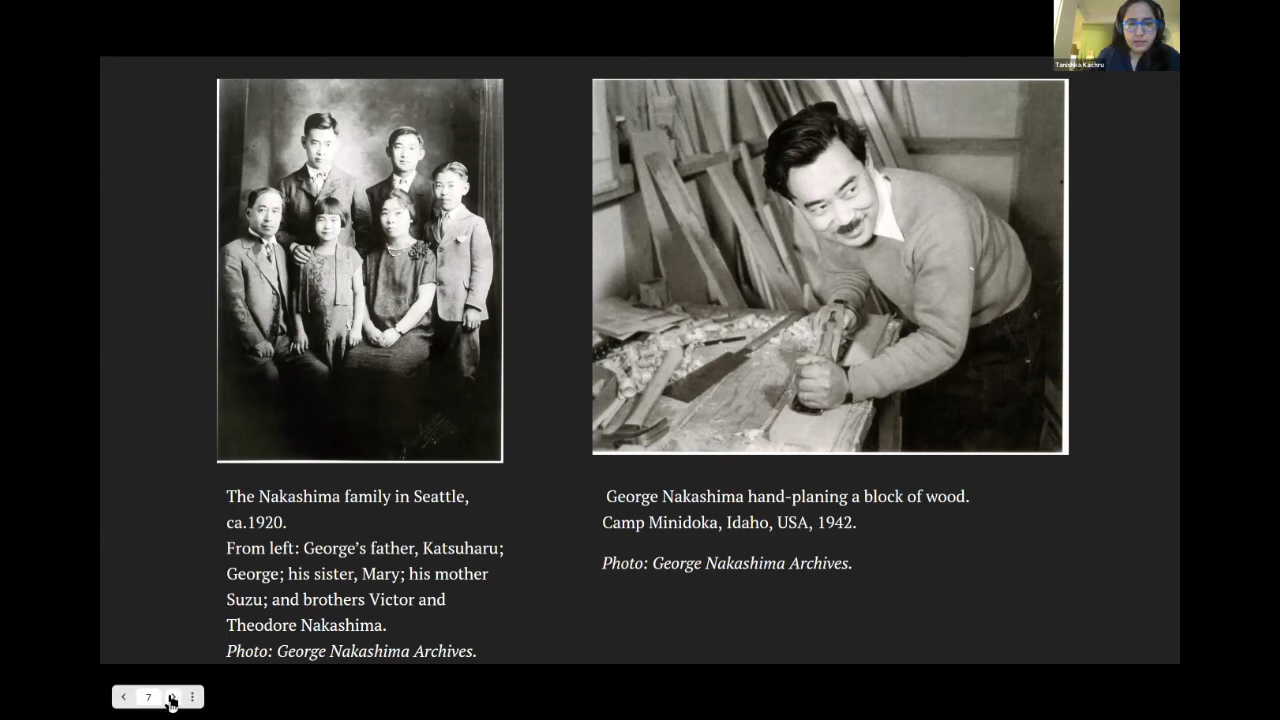 Tanishka Kachru
The Nakashima family in Seattle,
ca.1920.
From left: George’s father, Katsuharu;
George; his sister, Mary; his mother
Suzu; and brothers Victor and
Theodore Nakashima.
Photo: George Nakashima Archives.
George Nakashima hand-planing a block of wood.
Camp Minidoka, Idaho, USA, 1942.
Photo: George Nakashima Archives.
7